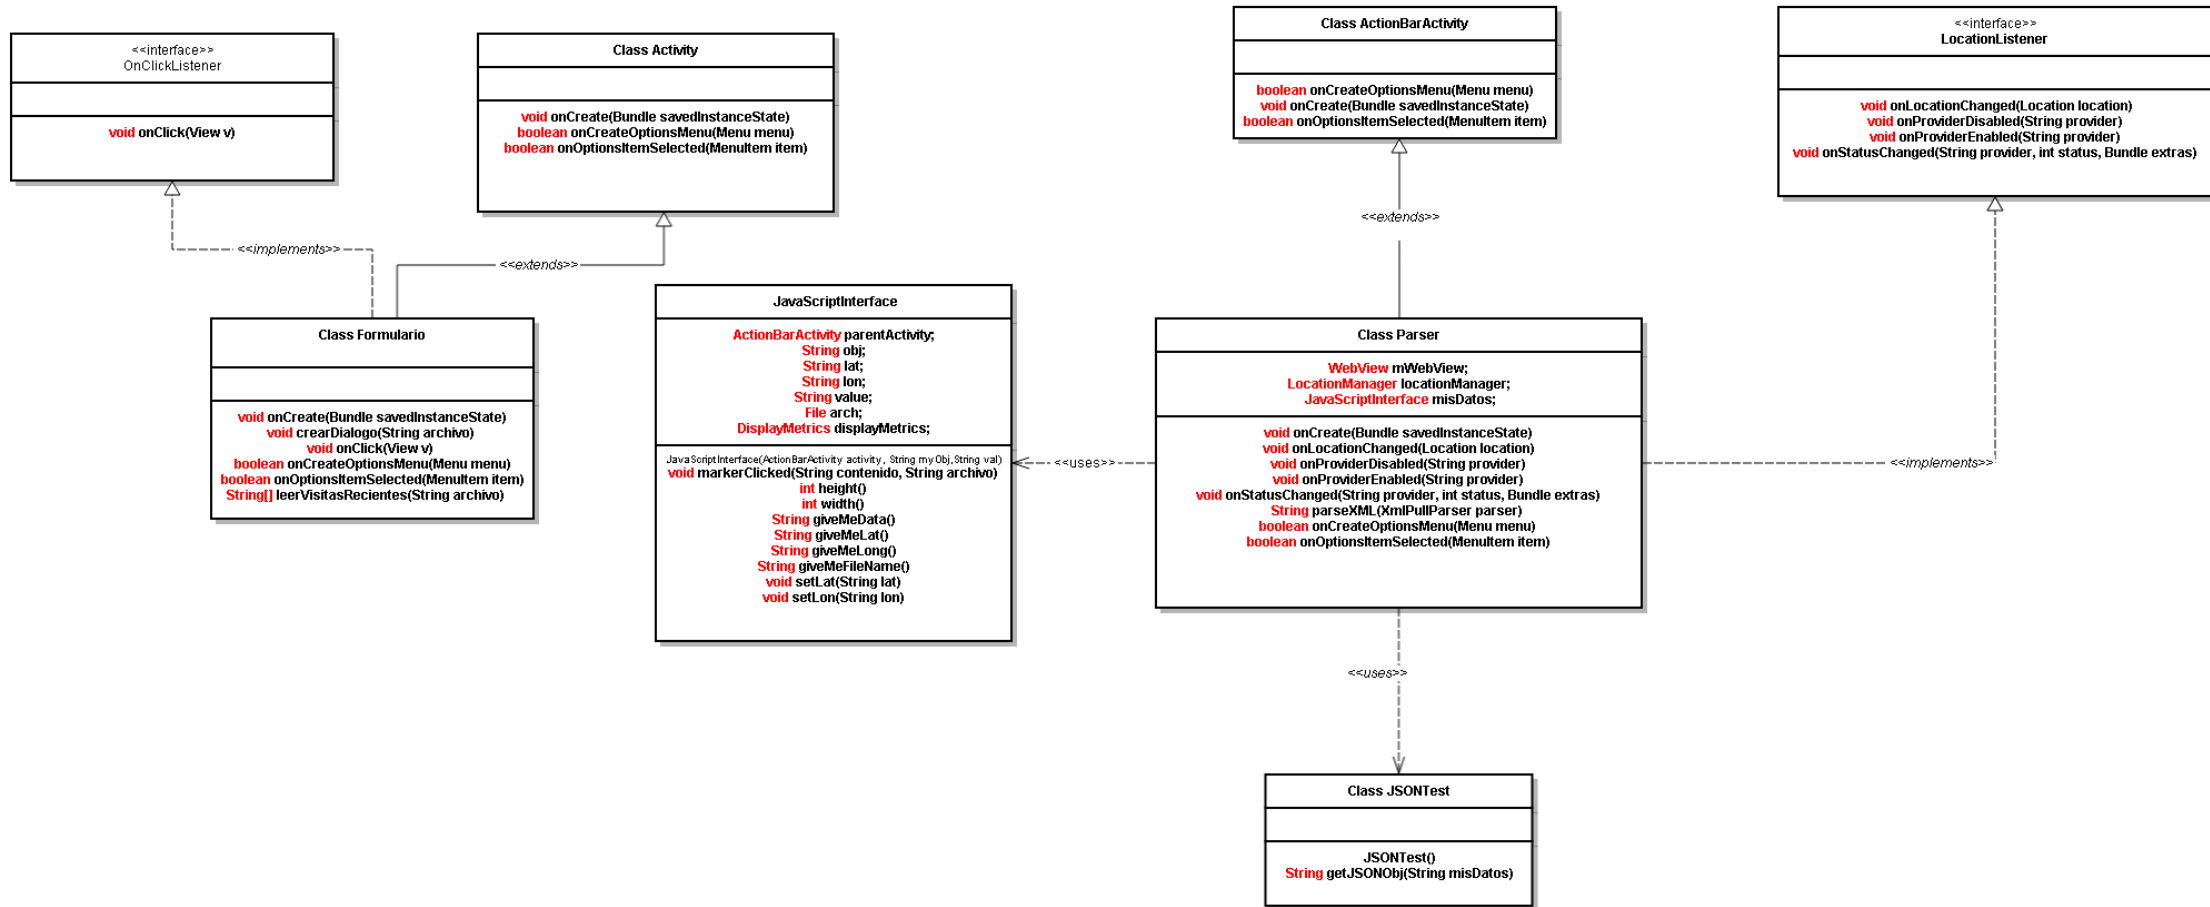 <<interface>>
OnClickListener
void onClick(View v)
Class Activity
void onCreate(Bundle savedInstanceState)
boolean onCreateOptionsMenu(Menu menu)
boolean onOptionsItemSelected(MenuItem item)
Class ActionBarActivity
boolean onCreateOptionsMenu(Menu menu)
void onCreate(Bundle savedInstanceState)
boolean onOptionsItemSelected(MenuItem item)
<<interface>>
LocationListener
void onLocationChanged(Location location)
void onProviderDisabled(String provider)
void onProviderEnabled(String provider)
void onStatusChanged(String provider, int status, Bundle extras)
<<implements>>
<<extends>>
<<extends>>
Class Formulario
void onCreate(Bundle savedInstanceState)
void crearDialogo(String archivo)
void onClick(View v)
boolean onCreateOptionsMenu(Menu menu)
boolean onOptionsItemSelected(MenuItem item)
String[] leerVisitasRecientes(String archivo)
JavaScriptInterface
ActionBarActivity parentActivity;
String obj;
String lat;
String lon;
String value;
File arch;
DisplayMetrics displayMetrics;
JavaScriptInterface(ActionBarActivity activity, String myObj,String val)
void markerClicked(String contenido, String archivo)
int height()
int width()
String giveMeData()
String giveMeLat()
String giveMeLong()
String giveMeFileName()
void setLat(String lat)
void setLon(String lon)
<<uses>>
Class Parser
WebView mWebView;
LocationManager locationManager;
JavaScriptInterface misDatos;
void onCreate(Bundle savedInstanceState)
void onLocationChanged(Location location)
void onProviderDisabled(String provider)
void onProviderEnabled(String provider)
void onStatusChanged(String provider, int status, Bundle extras)
String parseXML(XmlPullParser parser)
boolean onCreateOptionsMenu(Menu menu)
boolean onOptionsItemSelected(MenuItem item)
<<implements>>
<<uses>>
Class JSONTest
JSONTest()
String getJSONObj(String misDatos)